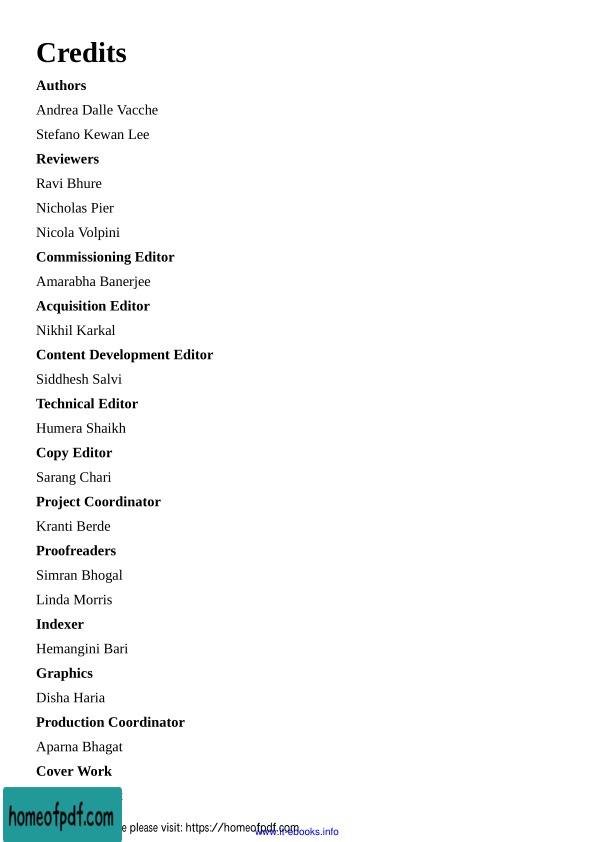 Credits
Authors
Andrea Dalle Vacche
Stefano Kewan Lee
Reviewers
Ravi Bhure
Nicholas Pier
Nicola Volpini
Commissioning Editor
Amarabha Banerjee
Acquisition Editor
Nikhil Karkal
Content Development Editor
Siddhesh Salvi
Technical Editor
Humera Shaikh
Copy Editor
Sarang Chari
Project Coordinator
Kranti Berde
Proofreaders
Simran Bhogal
Linda Morris
Indexer
Hemangini Bari
Graphics
Disha Haria
Production Coordinator
Aparna Bhagat
Cover Work
homeofpdf.com
e please visit: https://homeofpdf.com
www.it-ebooks.info